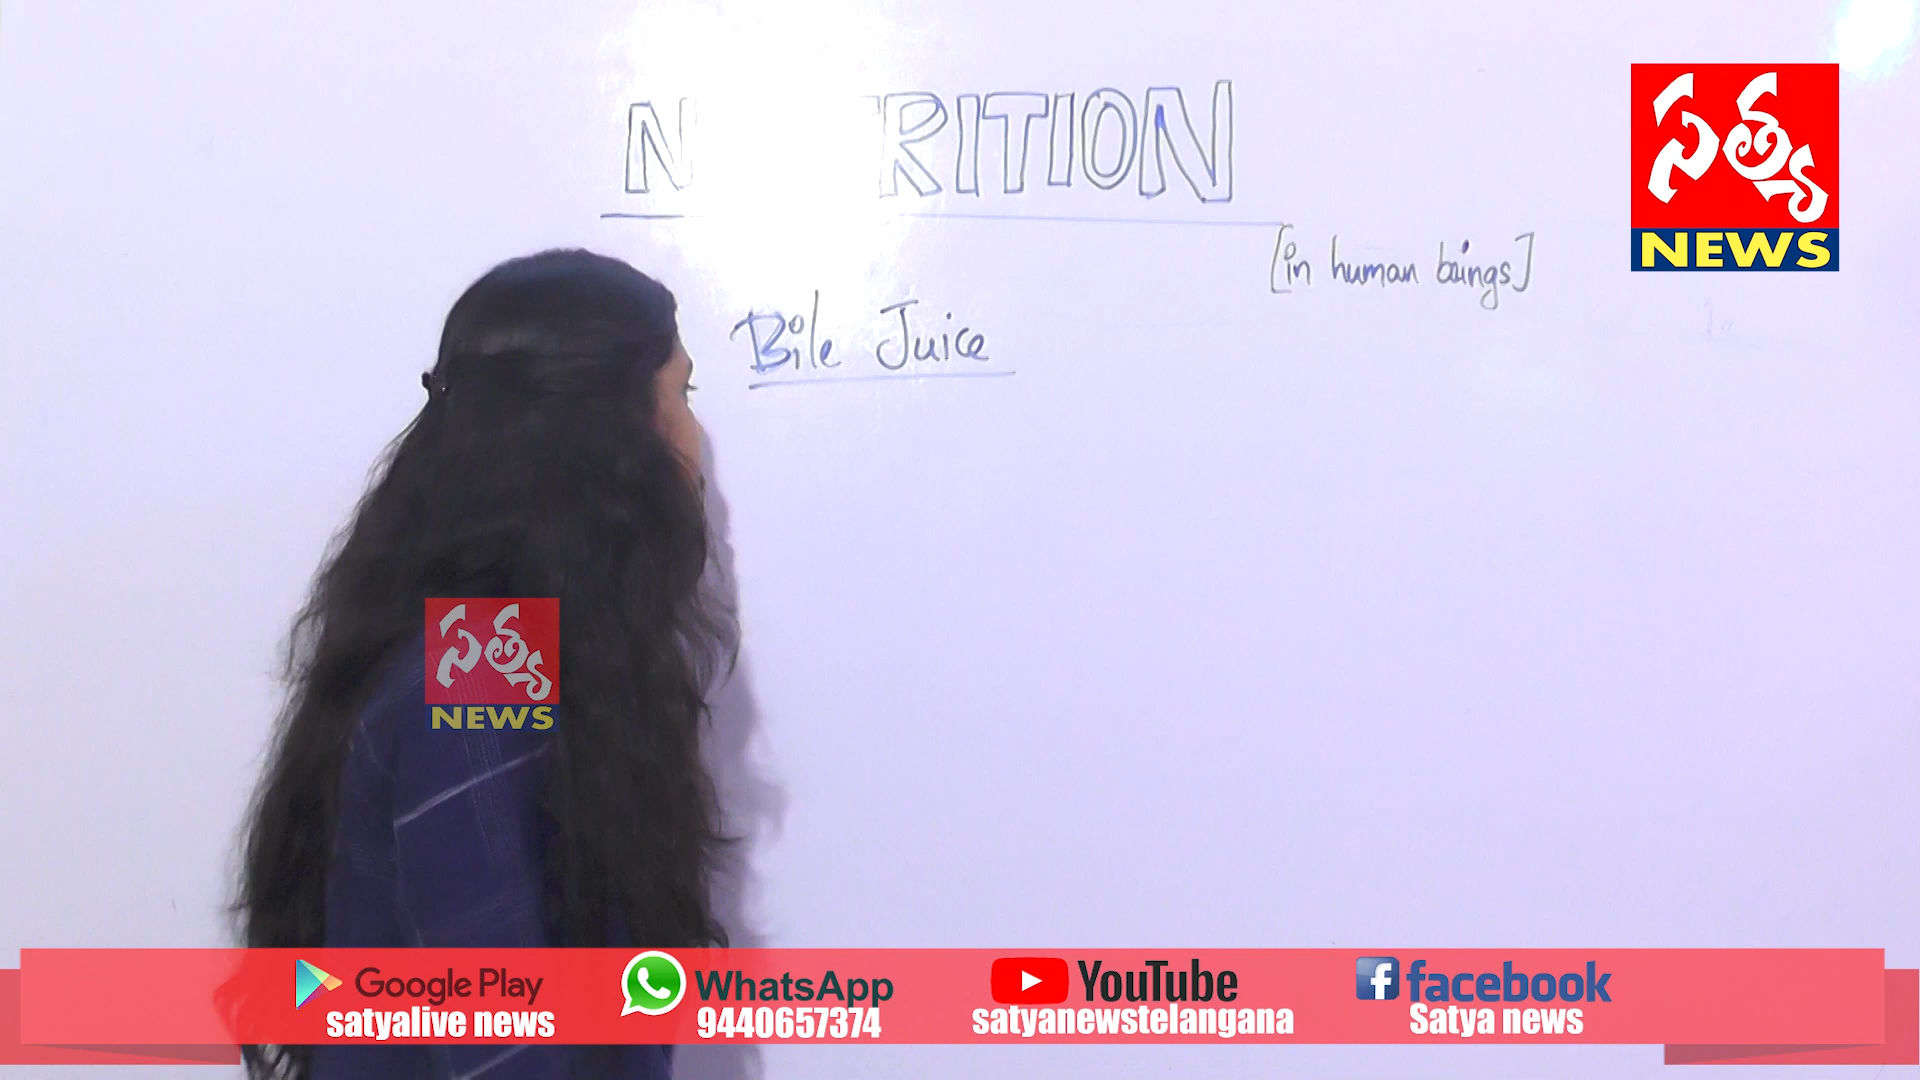 NUTRITION
[in human beings]
Bile Juice
సత్య
NEWS
సత్య
NEWS
Google Play
satyalive news
WhatsApp
9440657374
YouTube
satyanewstelangana
facebook
Satya news